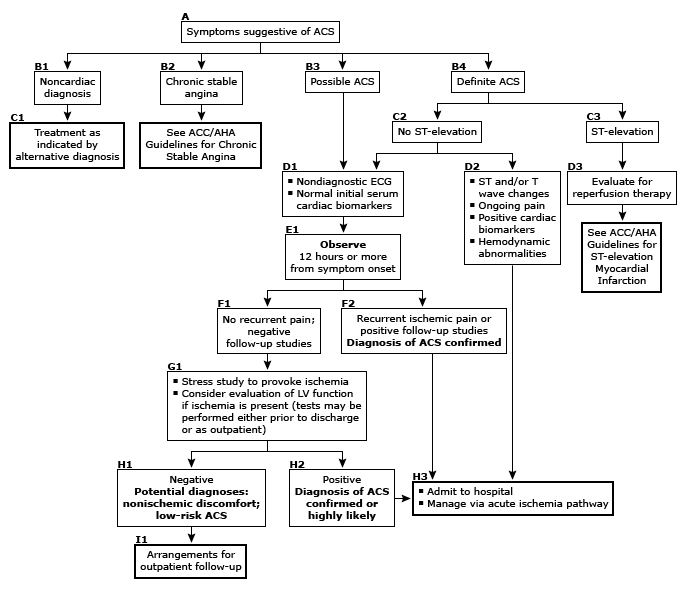 A
Symptoms suggestive of ACS
B1
Noncardiac
diagnosis
B2
Chronic stable
angina
B3
Possible ACS
B4
Definite ACS
C1
Treatment as
indicated by
alternative diagnosis
See ACC/AHA
Guidelines for Chronic
Stable Angina
C2
No ST-elevation
C3
ST-elevation
D1
▪ Nondiagnostic ECG
▪ Normal initial serum
cardiac biomarkers
D2
▪ ST and/or T
wave changes
▪ Ongoing pain
▪ Positive cardiac
biomarkers
▪ Hemodynamic
abnormalities
D3
Evaluate for
reperfusion therapy
See ACC/AHA
Guidelines for
ST-elevation
Myocardial
Infarction
E1
Observe
12 hours or more
from symptom onset
F1
No recurrent pain;
negative
follow-up studies
F2
Recurrent ischemic pain or
positive follow-up studies
Diagnosis of ACS confirmed
G1
▪ Stress study to provoke ischemia
▪ Consider evaluation of LV function
if ischemia is present (tests may be
performed either prior to discharge
or as outpatient)
H1
Negative
Potential diagnoses:
nonischemic discomfort;
low-risk ACS
H2
Positive
Diagnosis of ACS
confirmed or
highly likely
H3
▪ Admit to hospital
▪ Manage via acute ischemia pathway
I1
Arrangements for
outpatient follow-up